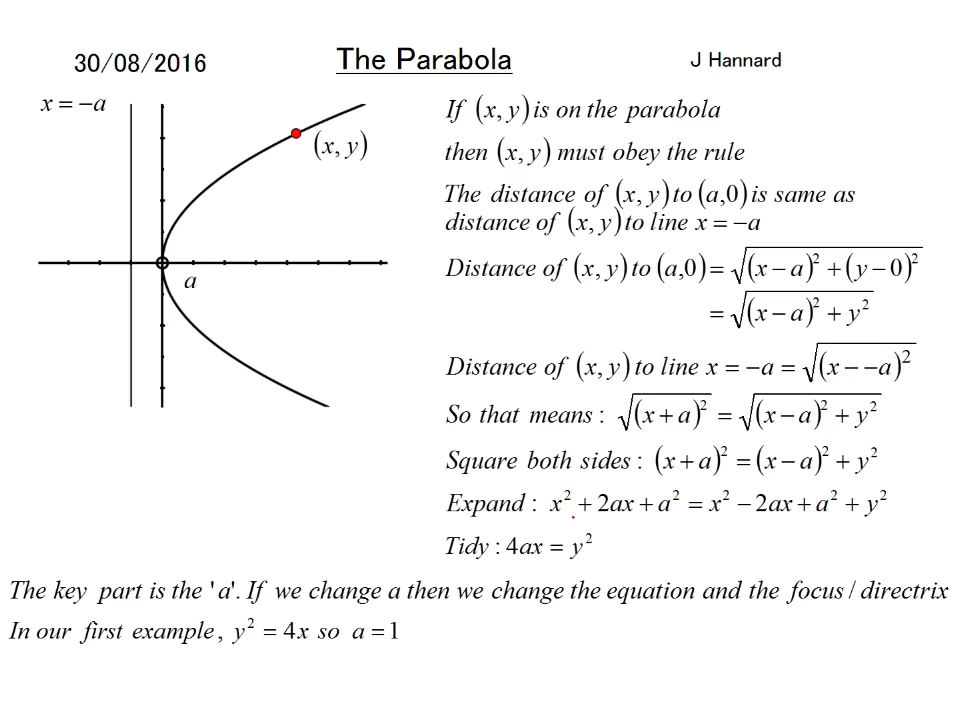 30/08/2016
The Parabola
J Hannard
x = −a
(x, y)
a
If (x, y) is on the parabola
then (x, y) must obey the rule
The distance of (x, y) to (a,0) is same as
distance of (x, y) to line x = −a
Distance of (x, y) to (a,0) = √((x − a)² + (y − 0)²)
= √((x − a)² + y²)
Distance of (x, y) to line x = −a = √((x − −a)²)
So that means : √((x + a)²) = √((x − a)² + y²)
Square both sides : (x + a)² = (x − a)² + y²
Expand : x² + 2ax + a² = x² − 2ax + a² + y²
Tidy : 4ax = y²
The key part is the 'a'. If we change a then we change the equation and the focus / directrix
In our first example, y² = 4x so a = 1